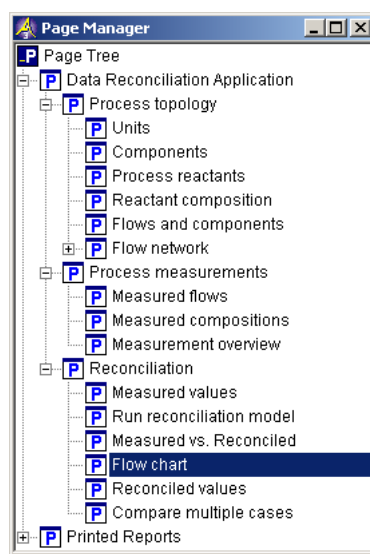 Page Manager
Page Tree
Data Reconciliation Application
Process topology
Units
Components
Process reactants
Reactant composition
Flows and components
Flow network
Process measurements
Measured flows
Measured compositions
Measurement overview
Reconciliation
Measured values
Run reconciliation model
Measured vs. Reconciled
Flow chart
Reconciled values
Compare multiple cases
Printed Reports